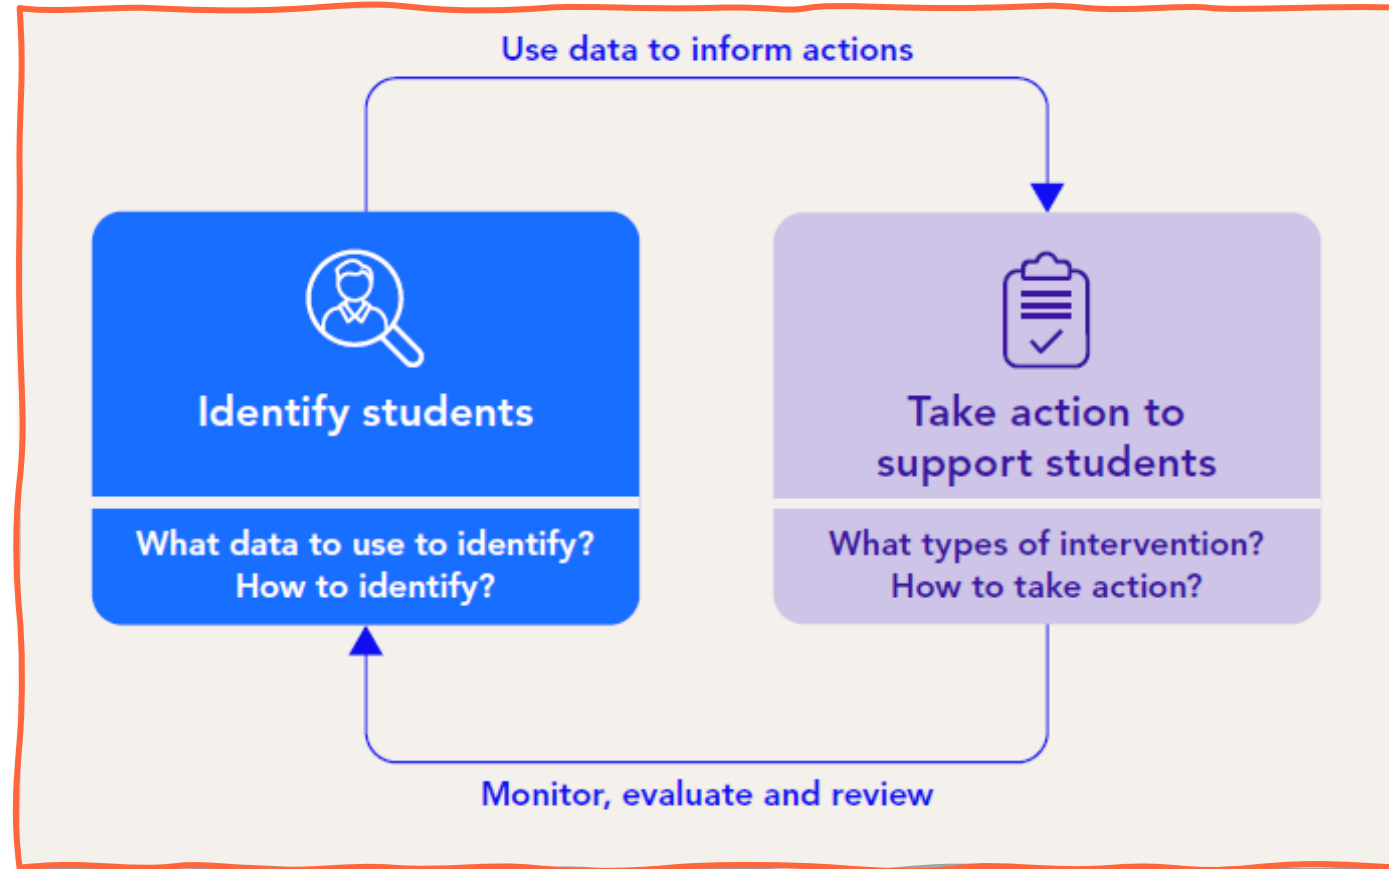 Use data to inform actions
Identify students
What data to use to identify?
How to identify?
Take action to
support students
What types of intervention?
How to take action?
Monitor, evaluate and review